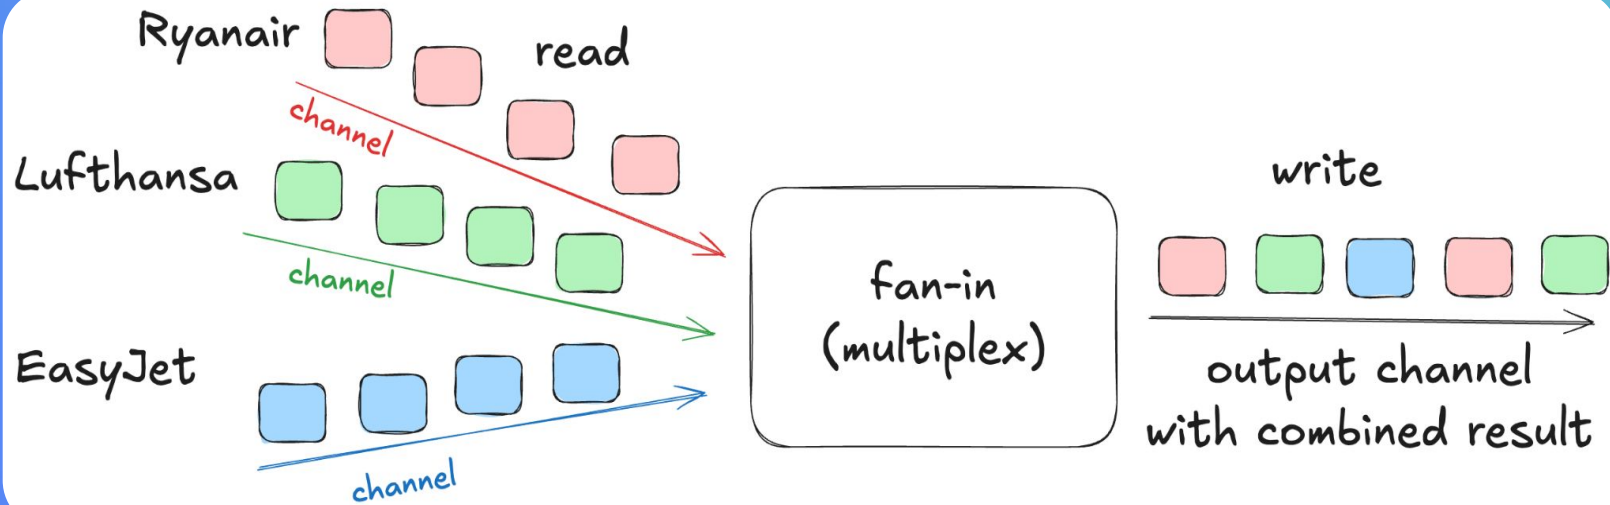 Ryanair
read
channel
Lufthansa
channel
EasyJet
channel
fan-in
(multiplex)
write
output channel
with combined result